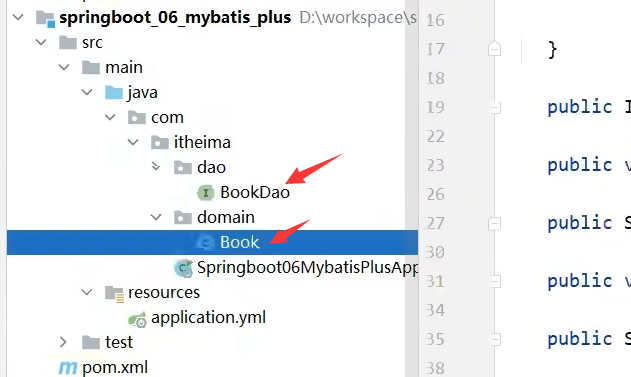 springboot_06_mybatis_plus D:\workspace\s
src
main
java
com
itheima
dao
BookDao
domain
Book
Springboot06MybatisPlusApp
resources
application.yml
test
pom.xml
16
17 }
18
19 public I
22
23 public v
26
27 public S
30
31 public v
34
35 public S
38